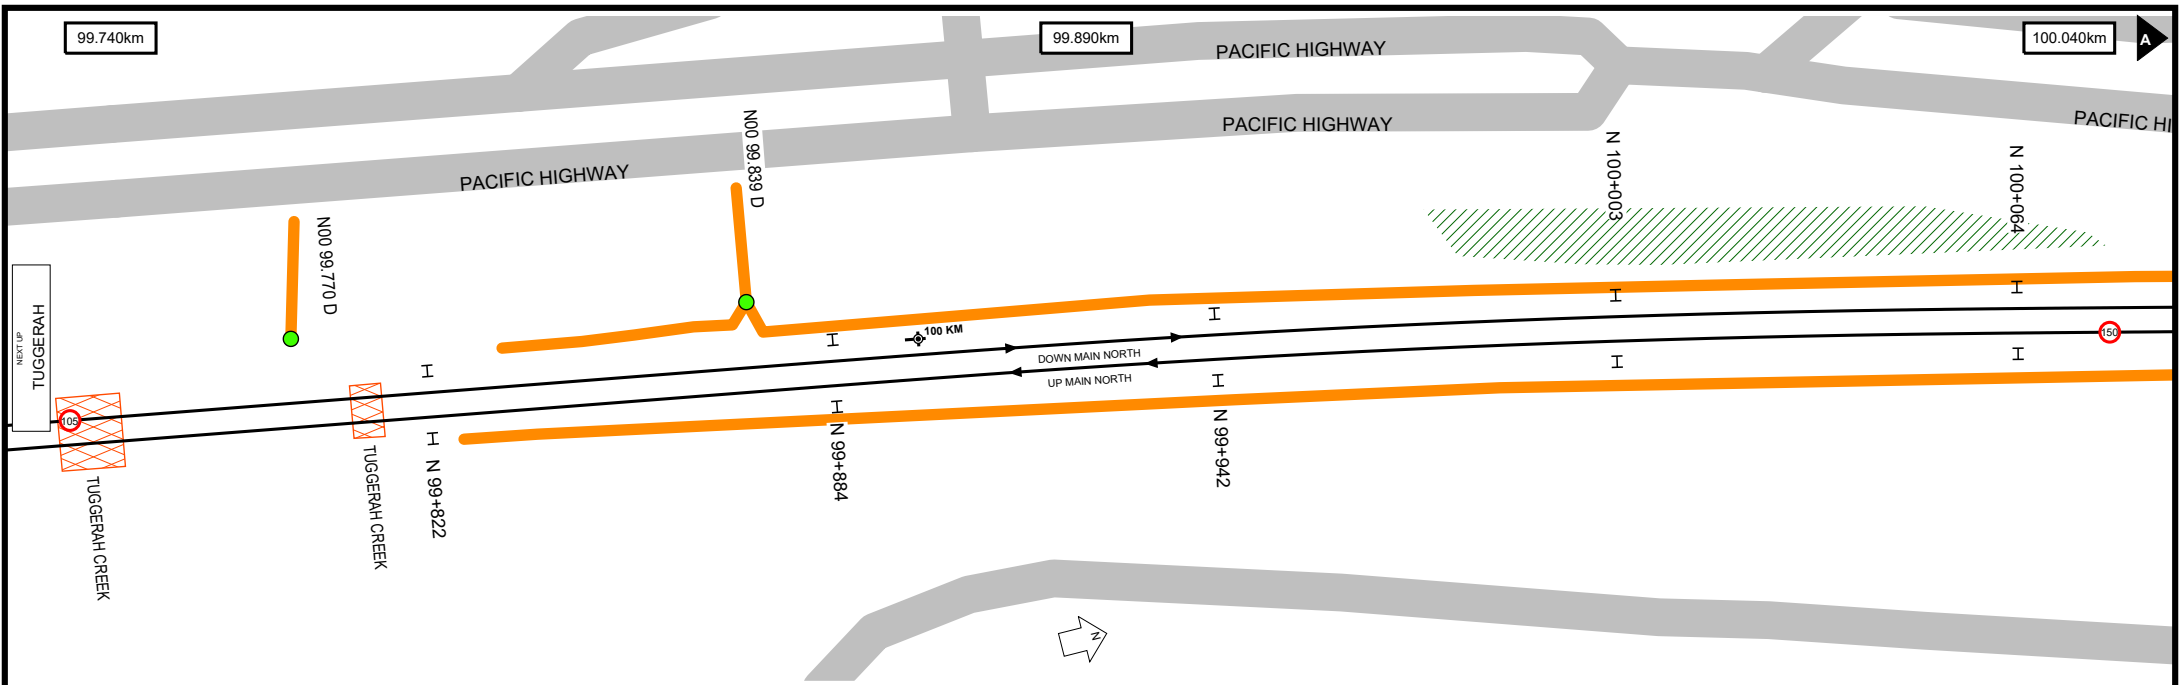 99.740km
99.890km
100.040km
A
PACIFIC HIGHWAY
PACIFIC HIGHWAY
PACIFIC HI
PACIFIC HIGHWAY
N00 99.770 D
N00 99.839 D
N 100+003
N 100+064
NEXT UP
TUGGERAH
105
100 KM
DOWN MAIN NORTH
UP MAIN NORTH
150
TUGGERAH CREEK
TUGGERAH CREEK
N 99+822
N 99+884
N 99+942
N